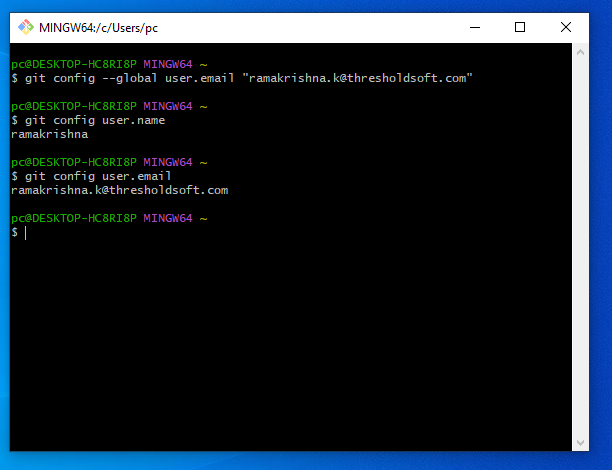 MINGW64:/c/Users/pc
pc@DESKTOP-HC8RI8P MINGW64 ~
$ git config --global user.email "ramakrishna.k@thresholdsoft.com"
pc@DESKTOP-HC8RI8P MINGW64 ~
$ git config user.name
ramakrishna
pc@DESKTOP-HC8RI8P MINGW64 ~
$ git config user.email
ramakrishna.k@thresholdsoft.com
pc@DESKTOP-HC8RI8P MINGW64 ~
$